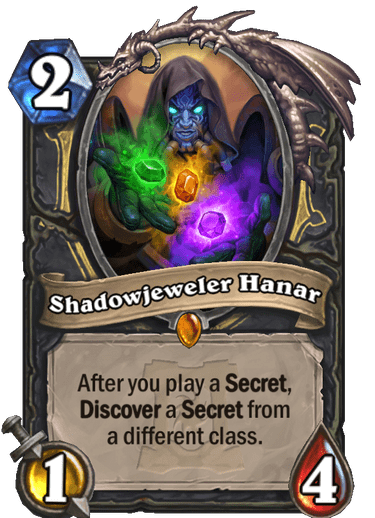 2
Shadowjeweler Hanar
After you play a Secret,
Discover a Secret from
a different class.
1
4